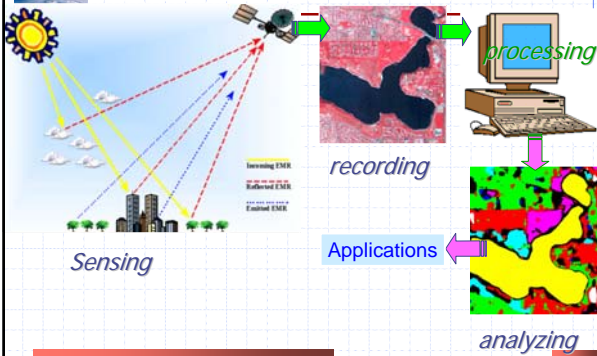 processing
Incoming EMR
Reflected EMR
Emitted EMR
recording
Sensing
Applications
analyzing